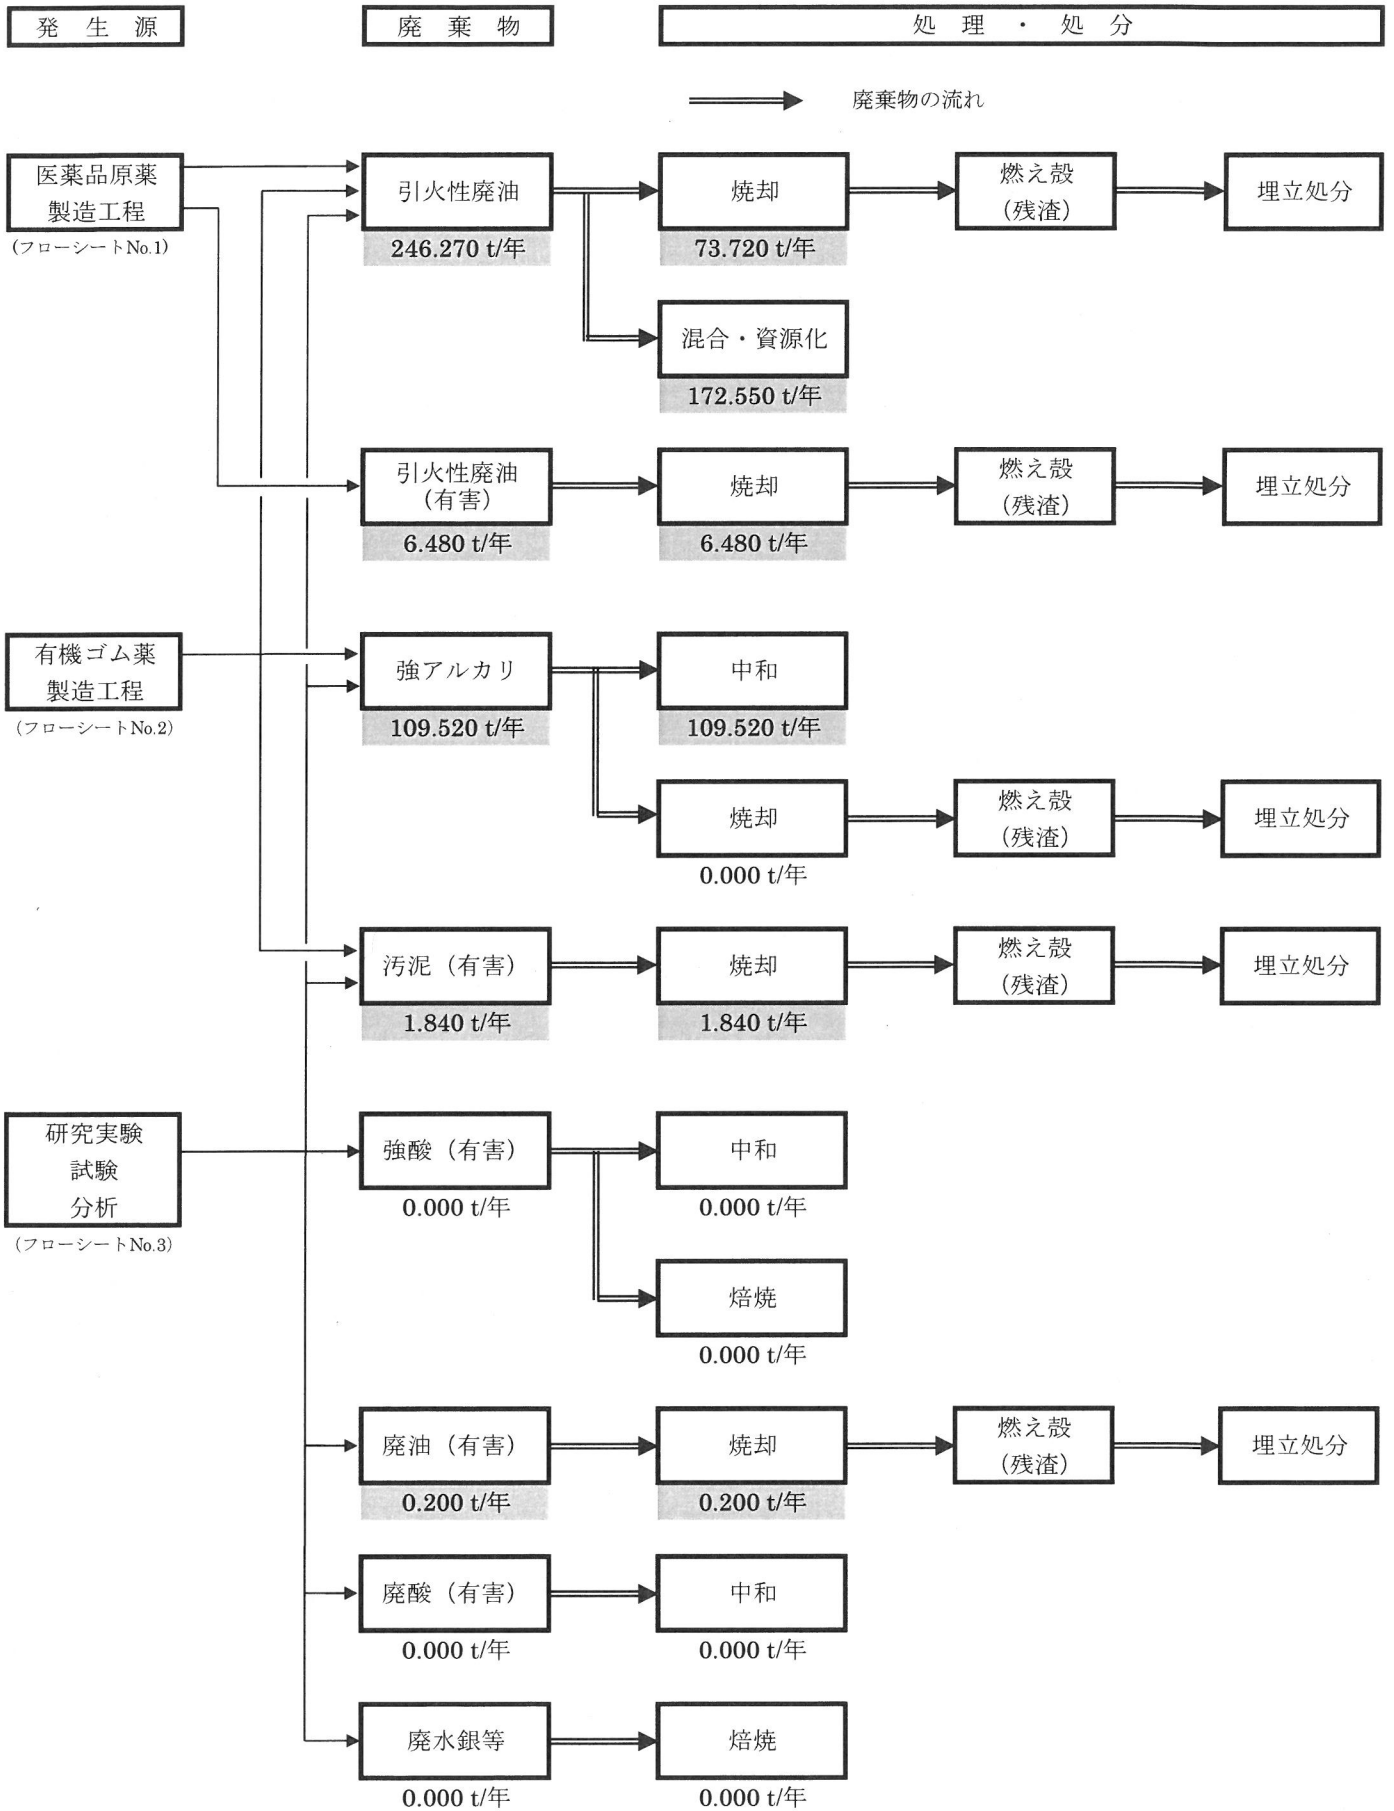 発生源
廃棄物
処理・処分
廃棄物の流れ
医薬品原薬
製造工程
(フローシートNo.1)
引火性廃油
246.270 t/年
焼却
73.720 t/年
燃え殻
(残渣)
埋立処分
混合・資源化
172.550 t/年
引火性廃油
(有害)
6.480 t/年
焼却
6.480 t/年
燃え殻
(残渣)
埋立処分
有機ゴム薬
製造工程
(フローシートNo.2)
強アルカリ
109.520 t/年
中和
109.520 t/年
焼却
0.000 t/年
燃え殻
(残渣)
埋立処分
汚泥（有害）
1.840 t/年
焼却
1.840 t/年
燃え殻
(残渣)
埋立処分
研究実験
試験
分析
(フローシートNo.3)
強酸（有害）
0.000 t/年
中和
0.000 t/年
焙焼
0.000 t/年
廃油（有害）
0.200 t/年
焼却
0.200 t/年
燃え殻
(残渣)
埋立処分
廃酸（有害）
0.000 t/年
中和
0.000 t/年
廃水銀等
0.000 t/年
焙焼
0.000 t/年